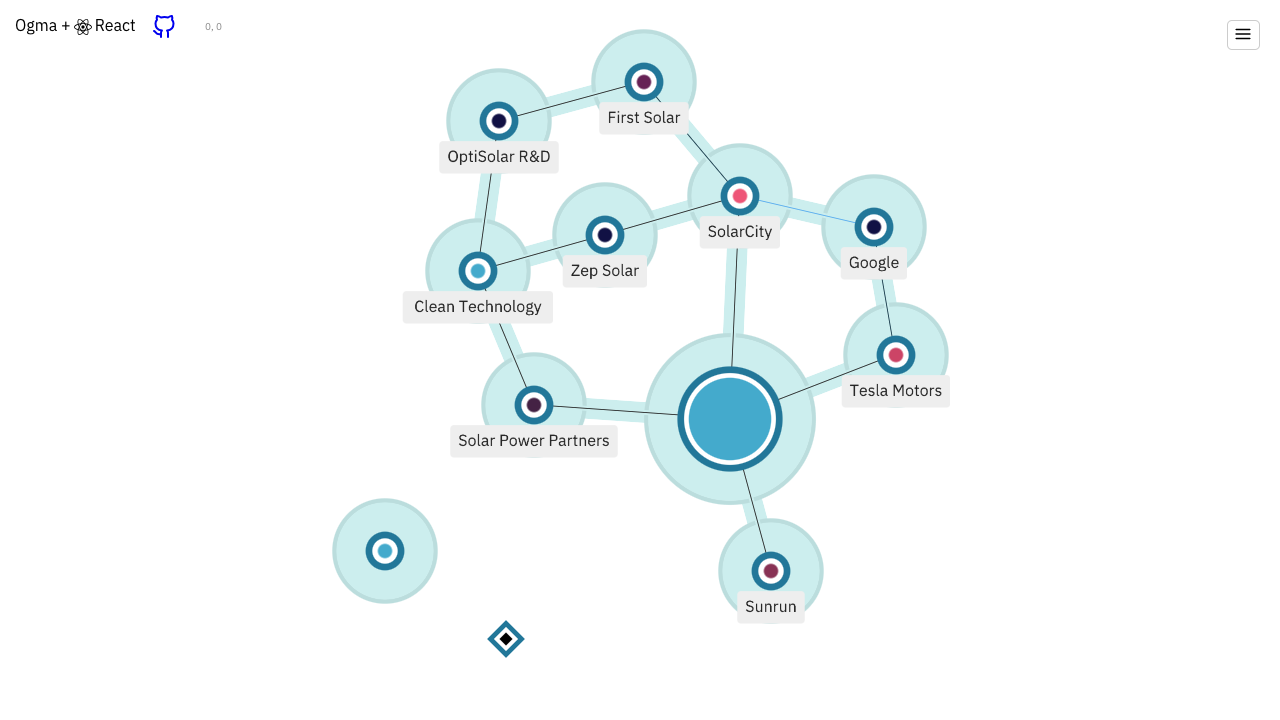 Ogma + React
0, 0
First Solar
OptiSolar R&D
SolarCity
Google
Zep Solar
Clean Technology
Tesla Motors
Solar Power Partners
Sunrun